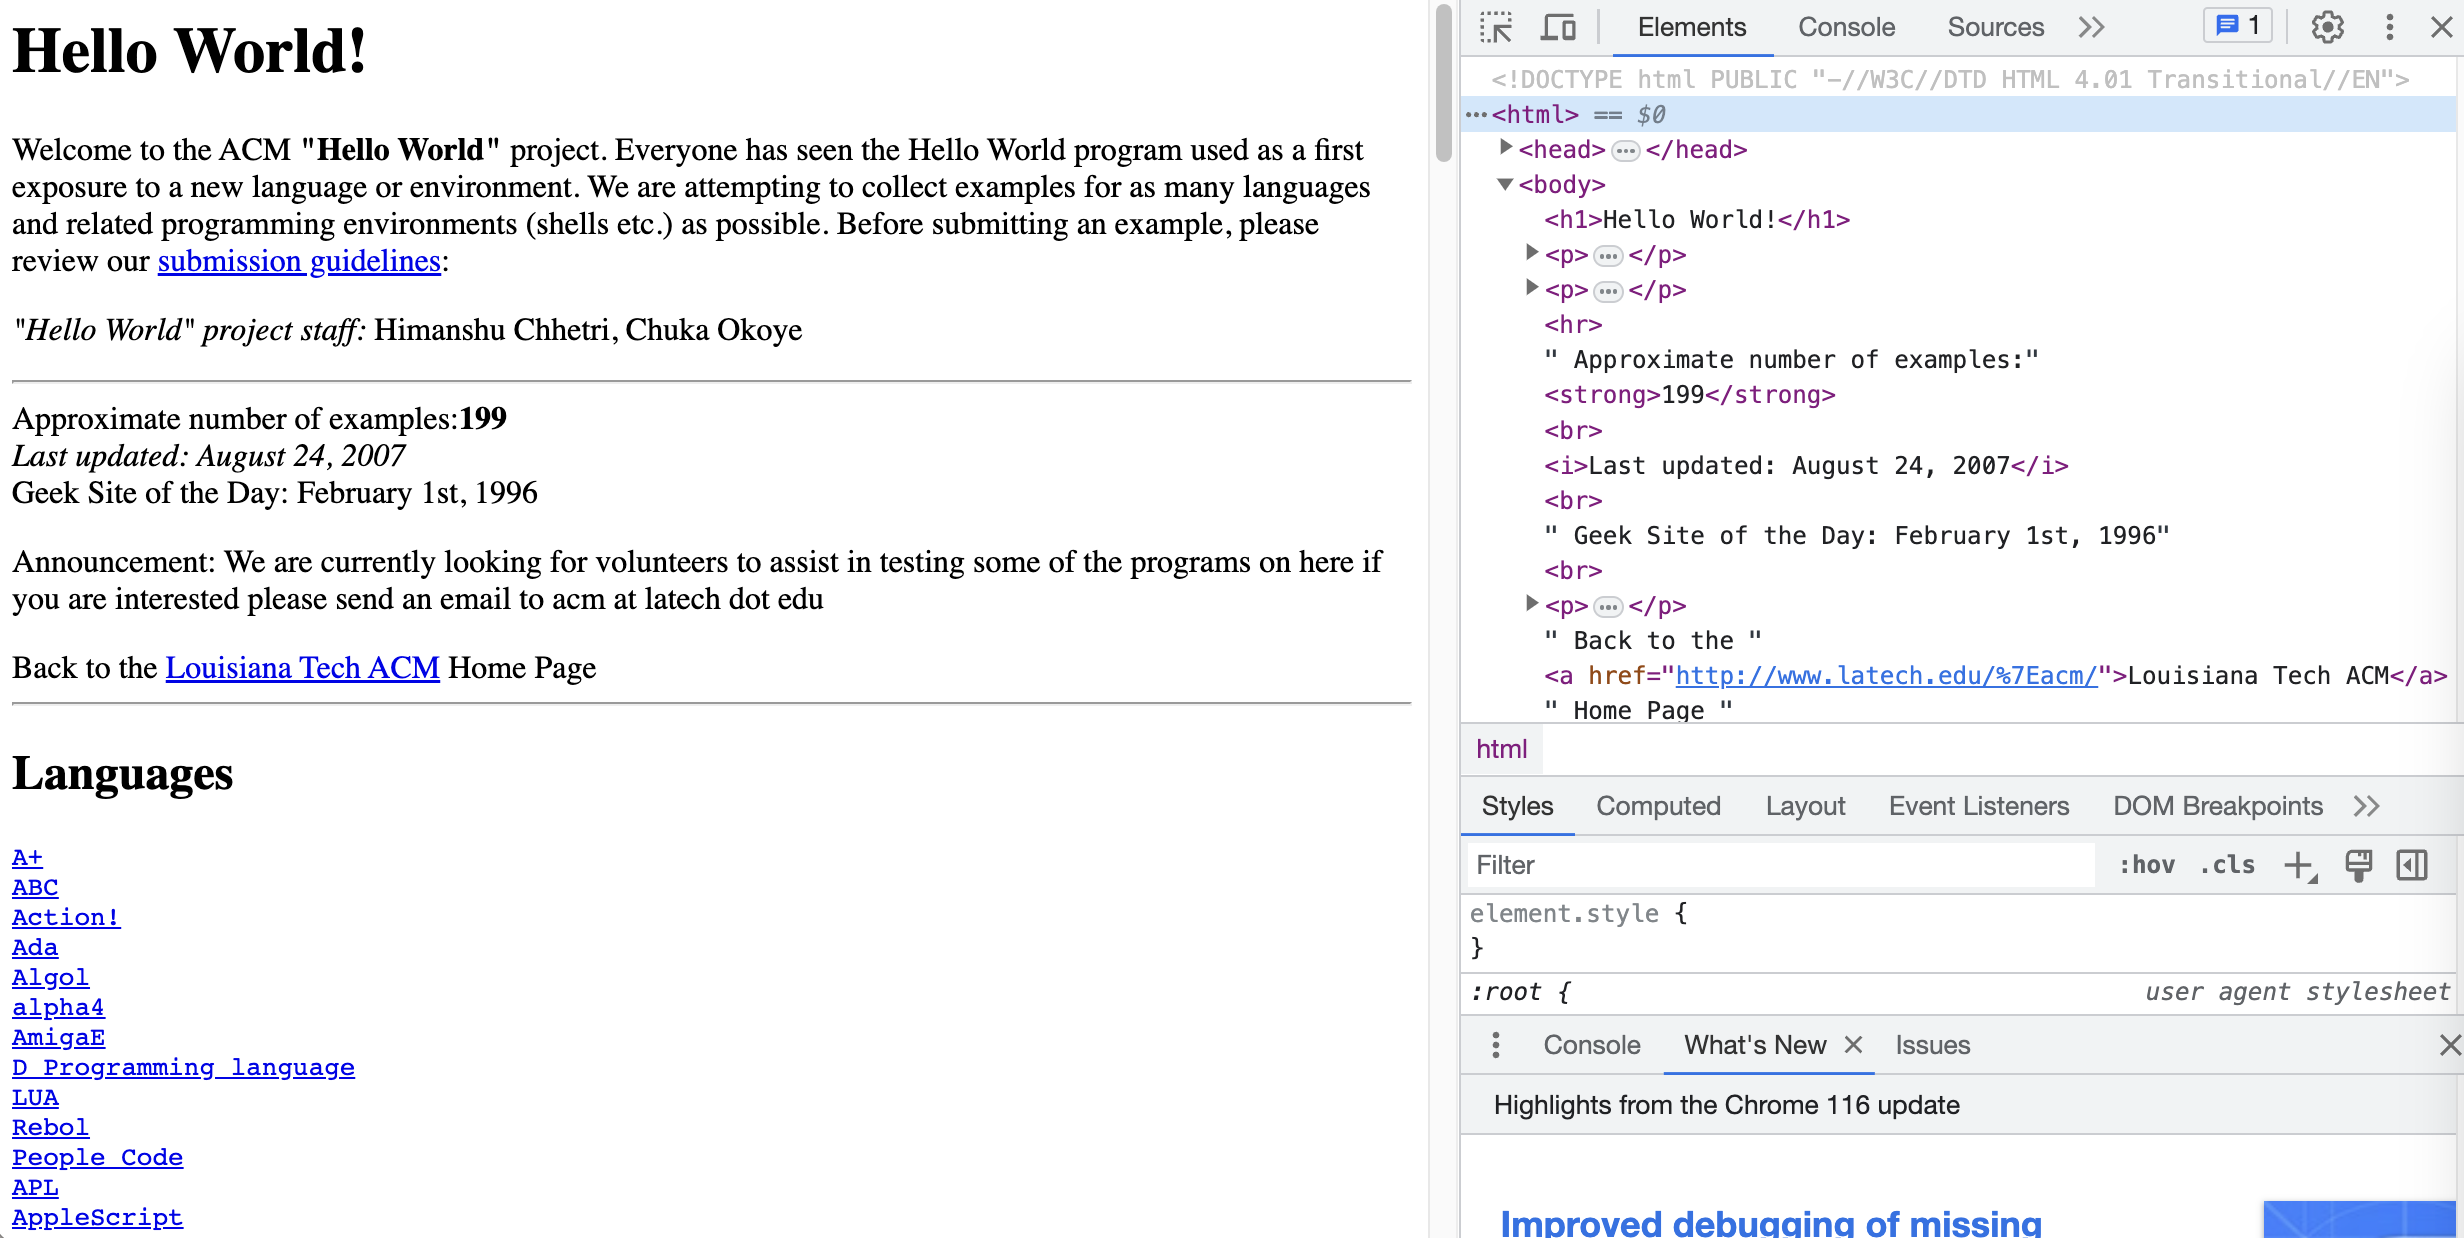 Hello World!
Welcome to the ACM "Hello World" project. Everyone has seen the Hello World program used as a first
exposure to a new language or environment. We are attempting to collect examples for as many languages
and related programming environments (shells etc.) as possible. Before submitting an example, please
review our submission guidelines:
"Hello World" project staff: Himanshu Chhetri, Chuka Okoye
Approximate number of examples:199
Last updated: August 24, 2007
Geek Site of the Day: February 1st, 1996
Announcement: We are currently looking for volunteers to assist in testing some of the programs on here if
you are interested please send an email to acm at latech dot edu
Back to the Louisiana Tech ACM Home Page
Languages
A+
ABC
Action!
Ada
Algol
alpha4
AmigaE
D Programming language
LUA
Rebol
People Code
APL
AppleScript
Elements Console Sources 1
<!DOCTYPE html PUBLIC "-//W3C//DTD HTML 4.01 Transitional//EN">
<html> == $0
<head> </head>
<body>
<h1>Hello World!</h1>
<p> </p>
<p> </p>
<hr>
" Approximate number of examples:"
<strong>199</strong>
<br>
<i>Last updated: August 24, 2007</i>
<br>
" Geek Site of the Day: February 1st, 1996"
<br>
<p> </p>
" Back to the "
<a href="http://www.latech.edu/%7Eacm/">Louisiana Tech ACM</a>
" Home Page "
html
Styles Computed Layout Event Listeners DOM Breakpoints
Filter :hov .cls
element.style {
}
:root { user agent stylesheet
Console What's New Issues
Highlights from the Chrome 116 update
Improved debugging of missing